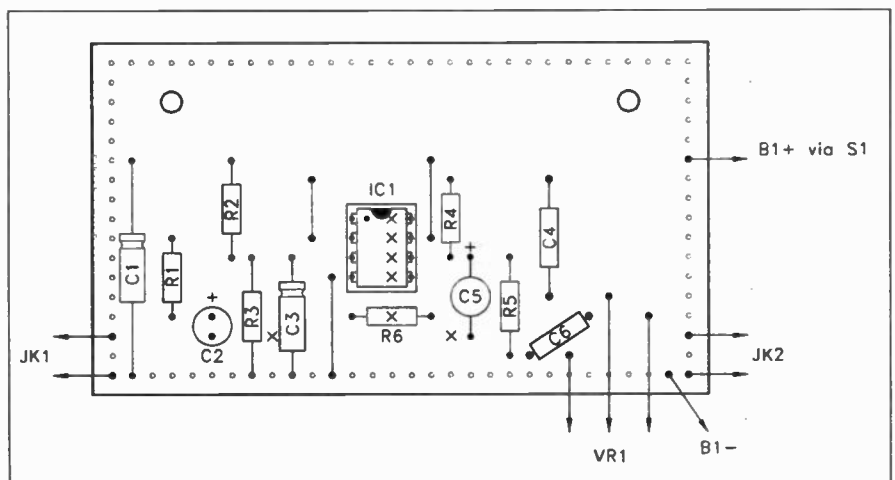 B1+ via S1
IC1
R2
R4
C4
C1
R1
+
+
C5
R5
R3
C3
C2
R6
C6
JK1
JK2
VR1
B1-